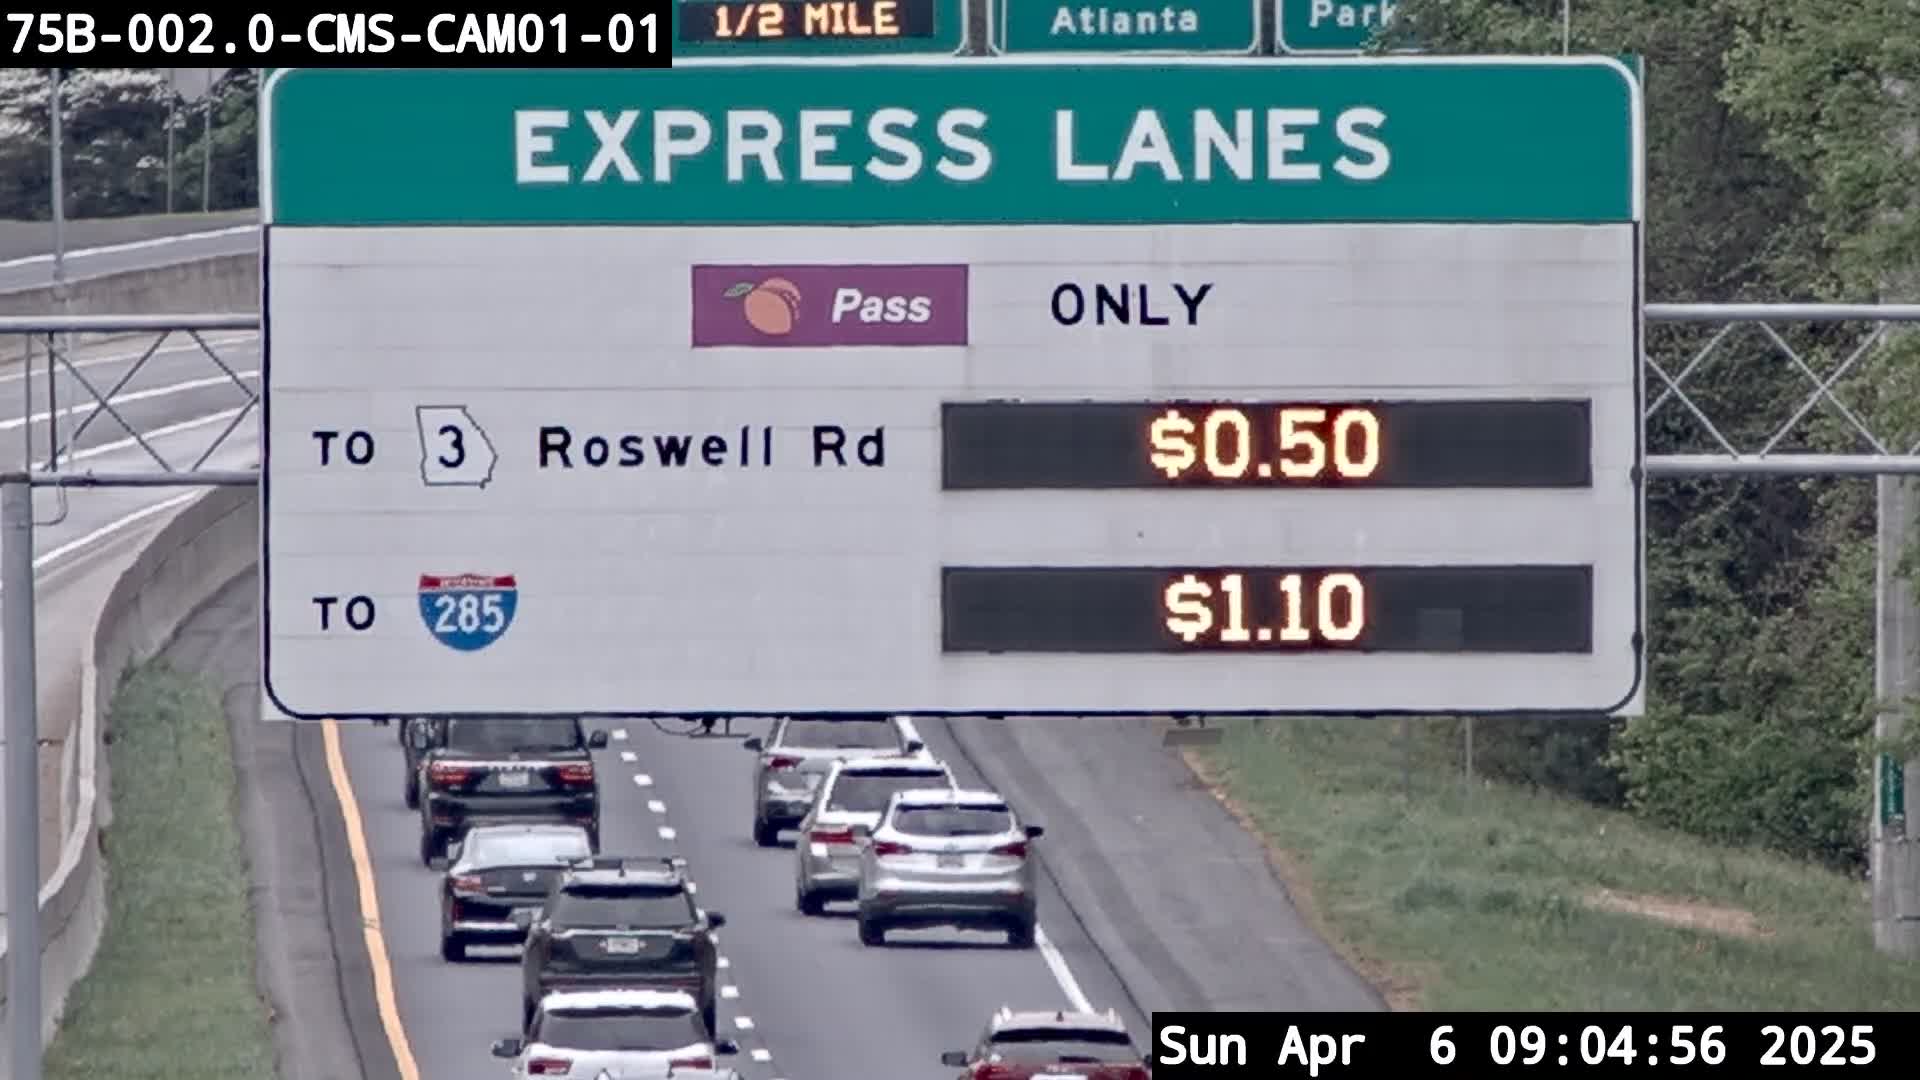 75B-002.0-CMS-CAM01-01
1/2 MILE
Atlanta
Park
EXPRESS LANES
Pass ONLY
TO 3 Roswell Rd $0.50
TO 285 $1.10
Sun Apr 6 09:04:56 2025